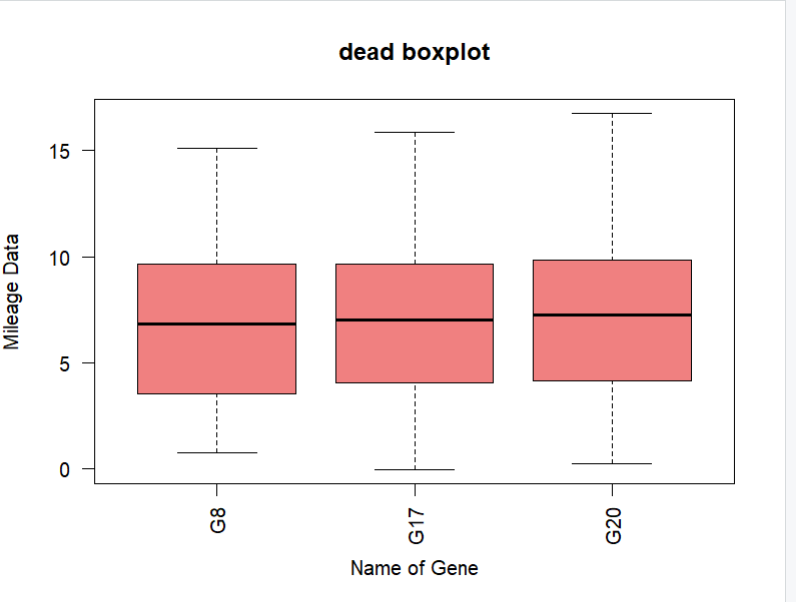 dead boxplot
15
10
5
0
Mileage Data
G8
G17
G20
Name of Gene